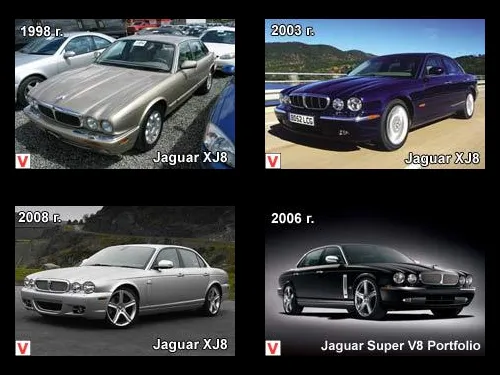 1998 г.
Jaguar XJ8
V
2003 г.
Jaguar XJ8
V
2008 г.
Jaguar XJ8
V
2006 г.
Jaguar Super V8 Portfolio
V